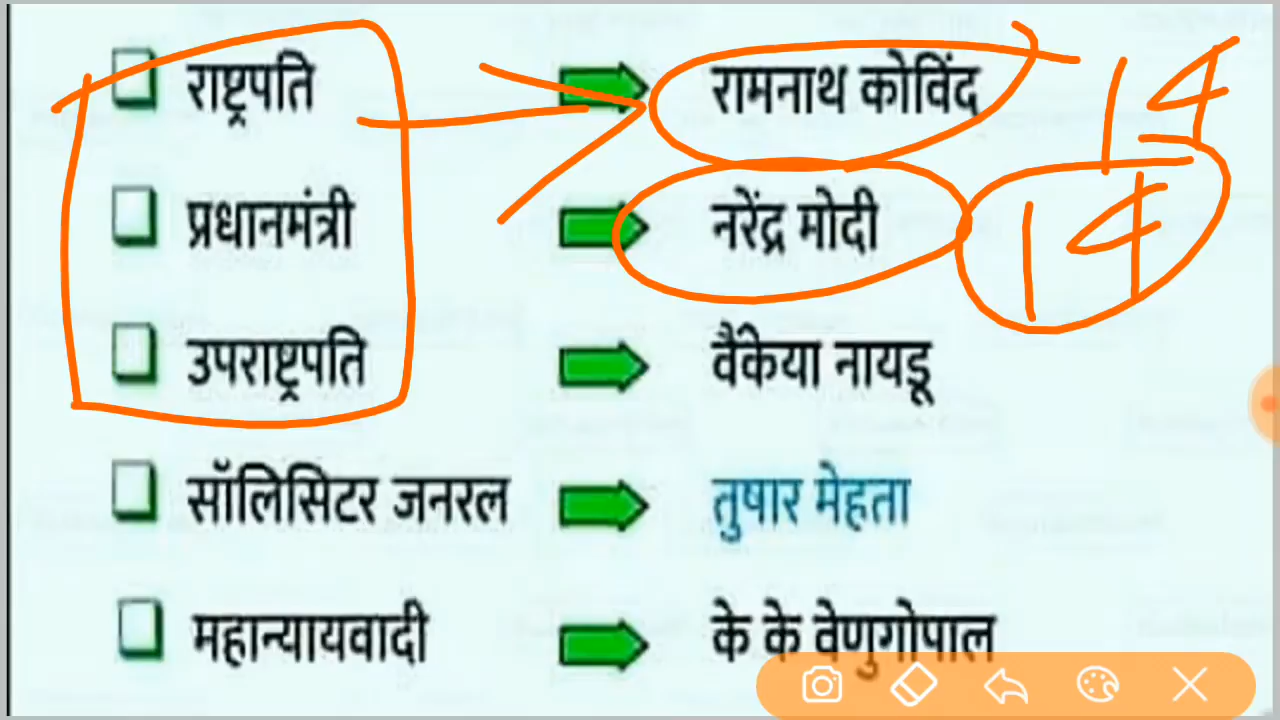 राष्ट्रपति रामनाथ कोविंद 14
प्रधानमंत्री नरेंद्र मोदी 14
उपराष्ट्रपति वैंकेया नायडू
सॉलिसिटर जनरल तुषार मेहता
महान्यायवादी के के वेणुगोपाल